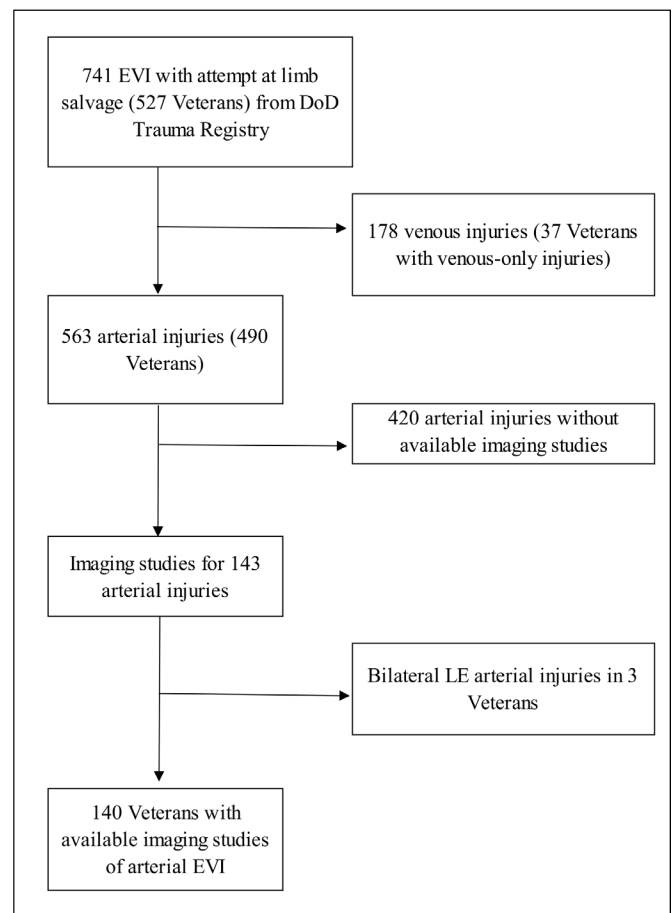 741 EVI with attempt at limb
salvage (527 Veterans) from DoD
Trauma Registry
178 venous injuries (37 Veterans
with venous-only injuries)
563 arterial injuries (490
Veterans)
420 arterial injuries without
available imaging studies
Imaging studies for 143
arterial injuries
Bilateral LE arterial injuries in 3
Veterans
140 Veterans with
available imaging studies
of arterial EVI